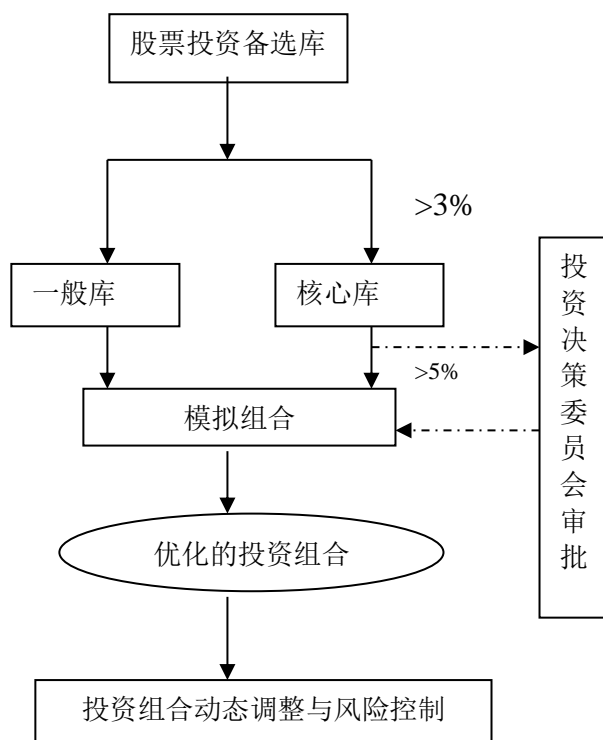 股票投资备选库
>3%
一般库
核心库
投资决策委员会审批
>5%
模拟组合
优化的投资组合
投资组合动态调整与风险控制